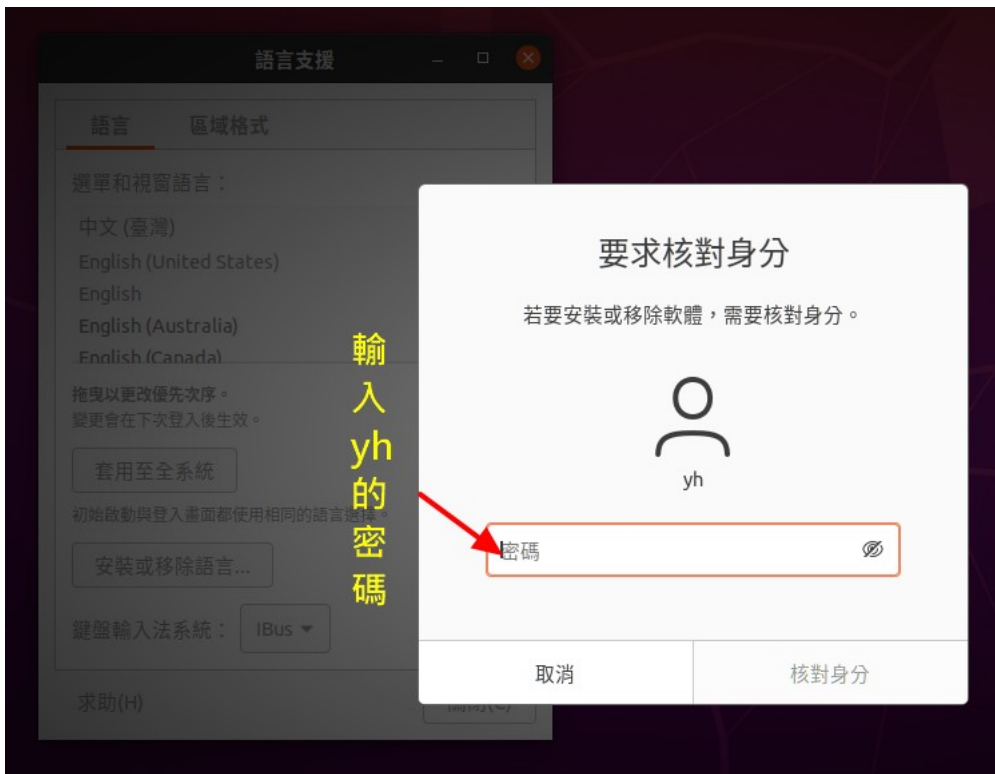 語言支援
語言
區域格式
選單和視窗語言：
中文 (臺灣)
English (United States)
English
English (Australia)
English (Canada)
拖曳以更改優先次序。
變更會在下次登入後生效。
套用至全系統
初始啟動與登入畫面都使用相同的語言選擇。
安裝或移除語言...
鍵盤輸入法系統：
IBus
求助(H)
關閉(C)
輸入yh的密碼
要求核對身分
若要安裝或移除軟體，需要核對身分。
yh
密碼
取消
核對身分